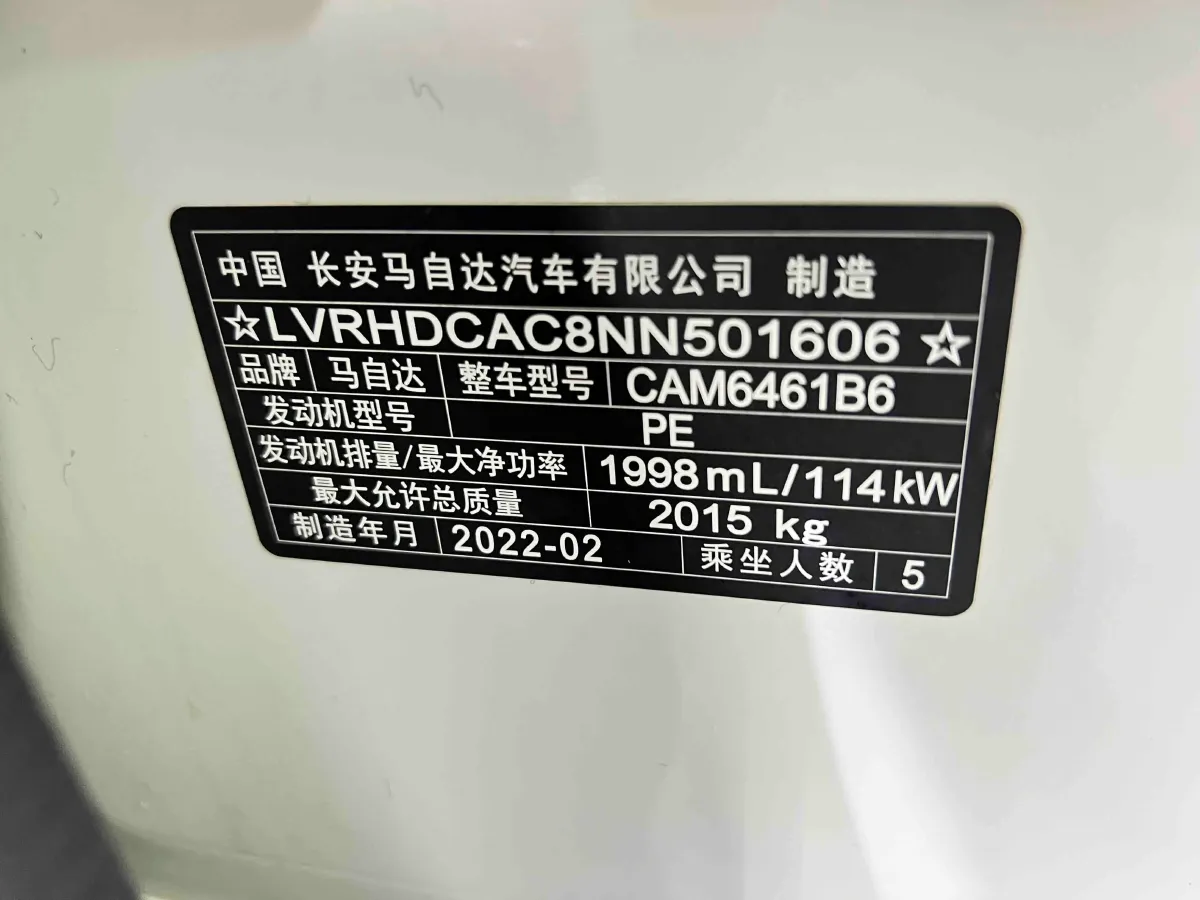 中国 长安马自达汽车有限公司 制造
☆LVRHDCAC8NN501606☆
品牌 马自达 整车型号 CAM6461B6
发动机型号 PE
发动机排量/最大净功率 1998mL/114kW
最大允许总质量 2015 kg
制造年月 2022-02 乘坐人数 5